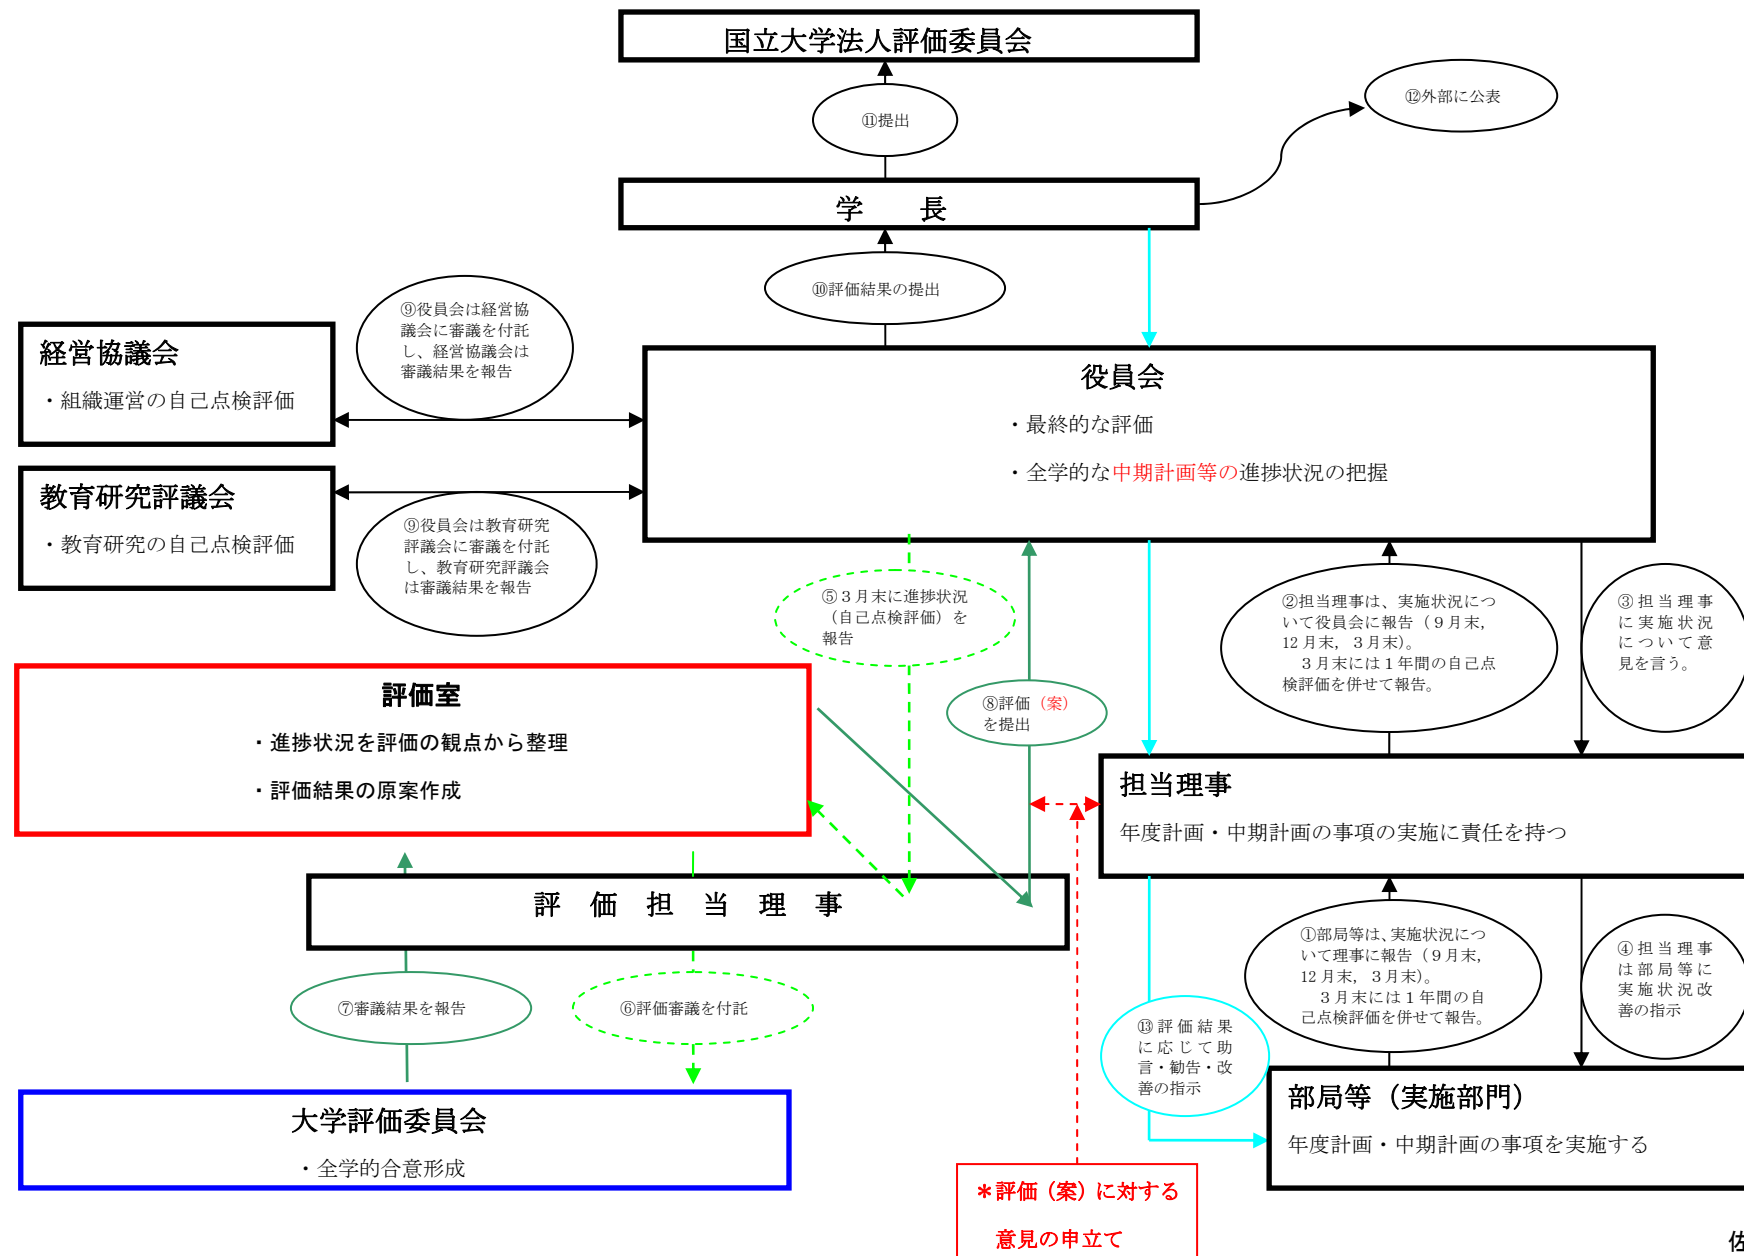 国立大学法人評価委員会
⑪提出
⑫外部に公表
学　長
⑩評価結果の提出
⑨役員会は経営協
議会に審議を付託
し、経営協議会は
審議結果を報告
経営協議会
・組織運営の自己点検評価
役員会
・最終的な評価
・全学的な中期計画等の進捗状況の把握
教育研究評議会
・教育研究の自己点検評価
⑨役員会は教育研究
評議会に審議を付託
し、教育研究評議会
は審議結果を報告
⑤３月末に進捗状況
（自己点検評価）を
報告
②担当理事は、実施状況につ
いて役員会に報告（９月末，
12月末，３月末）。
３月末には１年間の自己点
検評価を併せて報告。
③担当理事
に実施状況
について意
見を言う。
評価室
・進捗状況を評価の観点から整理
・評価結果の原案作成
⑧評価（案）
を提出
担当理事
年度計画・中期計画の事項の実施に責任を持つ
評　価　担　当　理　事
①部局等は、実施状況につ
いて理事に報告（９月末，
12月末，３月末）。
３月末には１年間の自
己点検評価を併せて報告。
④担当理事
は部局等に
実施状況改
善の指示
⑦審議結果を報告
⑥評価審議を付託
⑬評価結果
に応じて助
言・勧告・改
善の指示
大学評価委員会
・全学的合意形成
部局等（実施部門）
年度計画・中期計画の事項を実施する
＊評価（案）に対する
意見の申立て
佐